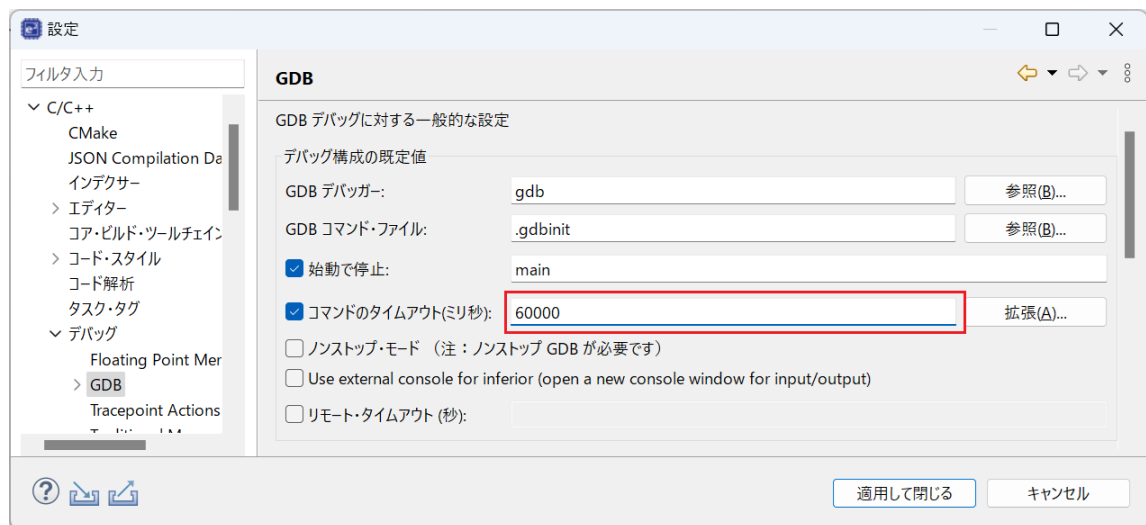 設定
フィルタ入力
C/C++
CMake
JSON Compilation Da
インデクサー
エディター
コア・ビルド・ツールチェイン
コード・スタイル
コード解析
タスク・タグ
デバッグ
Floating Point Mer
GDB
Tracepoint Actions
GDB
GDB デバッグに対する一般的な設定
デバッグ構成の既定値
GDB デバッガー: gdb 参照(B)...
GDB コマンド・ファイル: .gdbinit 参照(B)...
始動で停止: main
コマンドのタイムアウト(ミリ秒): 60000 拡張(A)...
ノンストップ・モード （注：ノンストップ GDB が必要です）
Use external console for inferior (open a new console window for input/output)
リモート・タイムアウト (秒):
適用して閉じる キャンセル